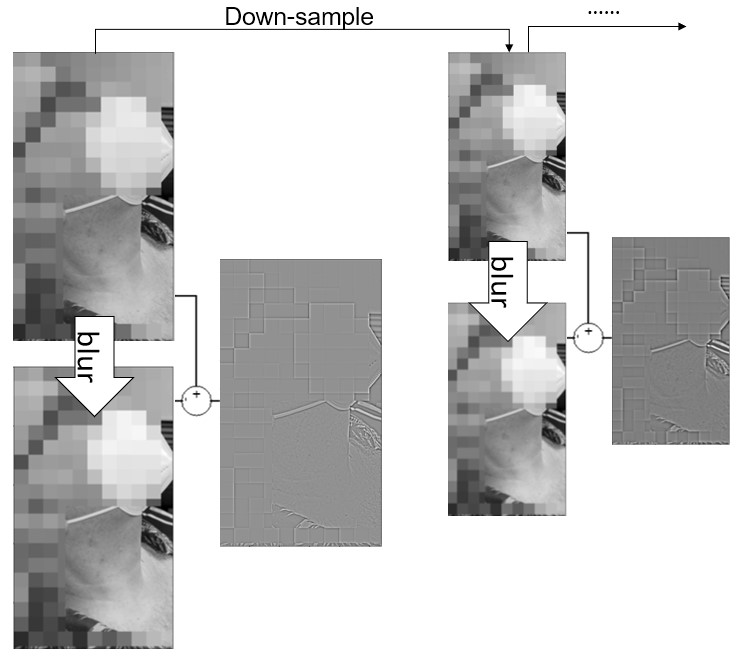 Down-sample
......
blur
blur
+
-
+
-